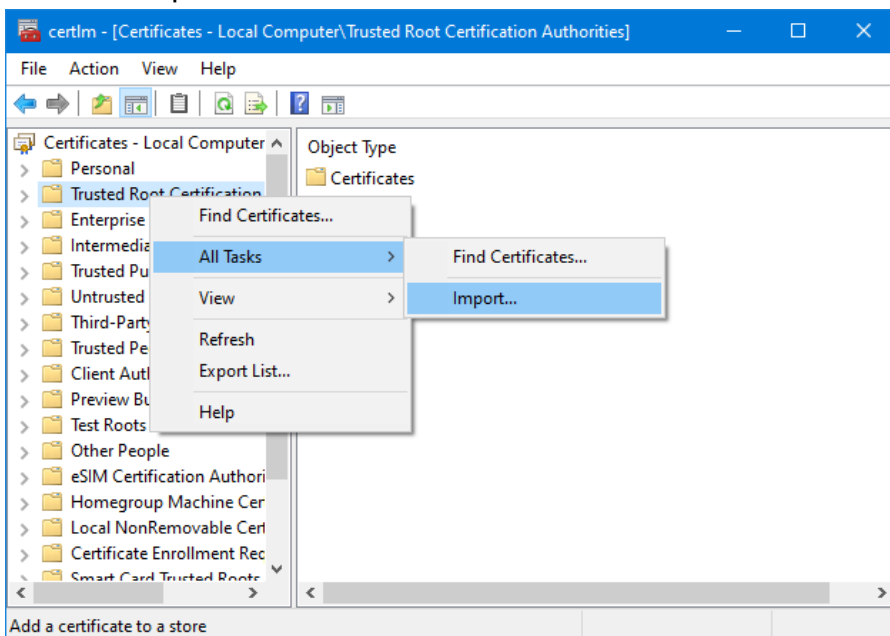 certlm - [Certificates - Local Computer\Trusted Root Certification Authorities]
File Action View Help
Certificates - Local Computer
Personal
Trusted Root Certification
Enterprise
Intermedia
Trusted Pu
Untrusted
Third-Party
Trusted Pe
Client Aut
Preview Bu
Test Roots
Other People
eSIM Certification Authori
Homegroup Machine Cer
Local NonRemovable Cert
Certificate Enrollment Req
Smart Card Trusted Roots
Object Type
Certificates
Find Certificates...
All Tasks
View
Refresh
Export List...
Help
Find Certificates...
Import...
Add a certificate to a store